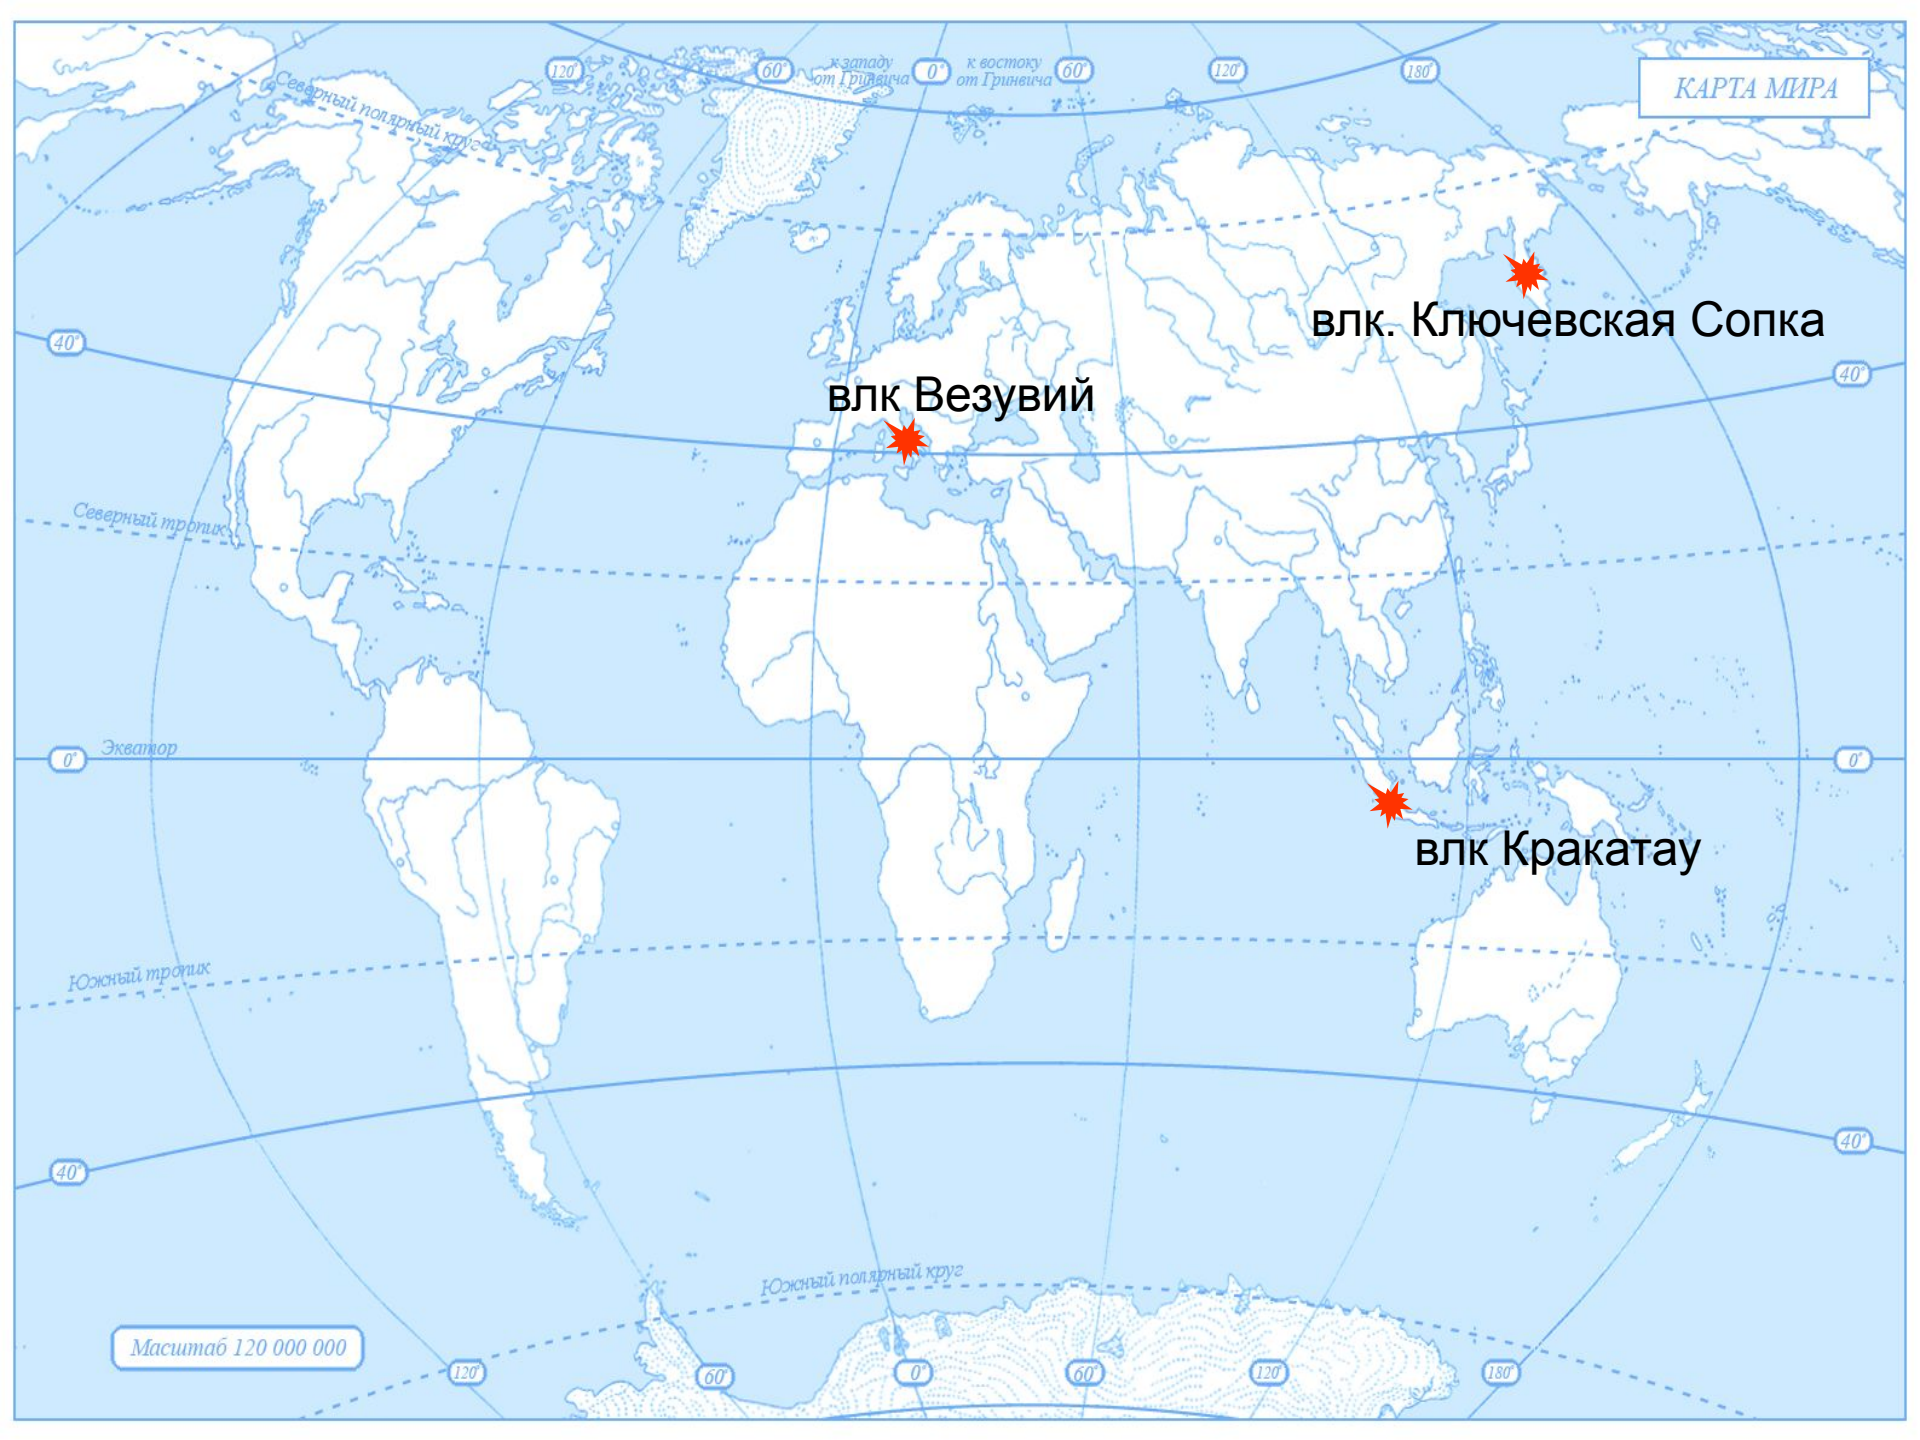 120°
60°
к западу
от Гринвича
0°
к востоку
от Гринвича
60°
120°
180°
КАРТА МИРА
Северный полярный круг
влк. Ключевская Сопка
40°
40°
влк Везувий
Северный тропик
Экватор
0°
0°
влк Кракатау
Южный тропик
40°
40°
Южный полярный круг
Масштаб 120 000 000
120°
60°
0°
60°
120°
180°